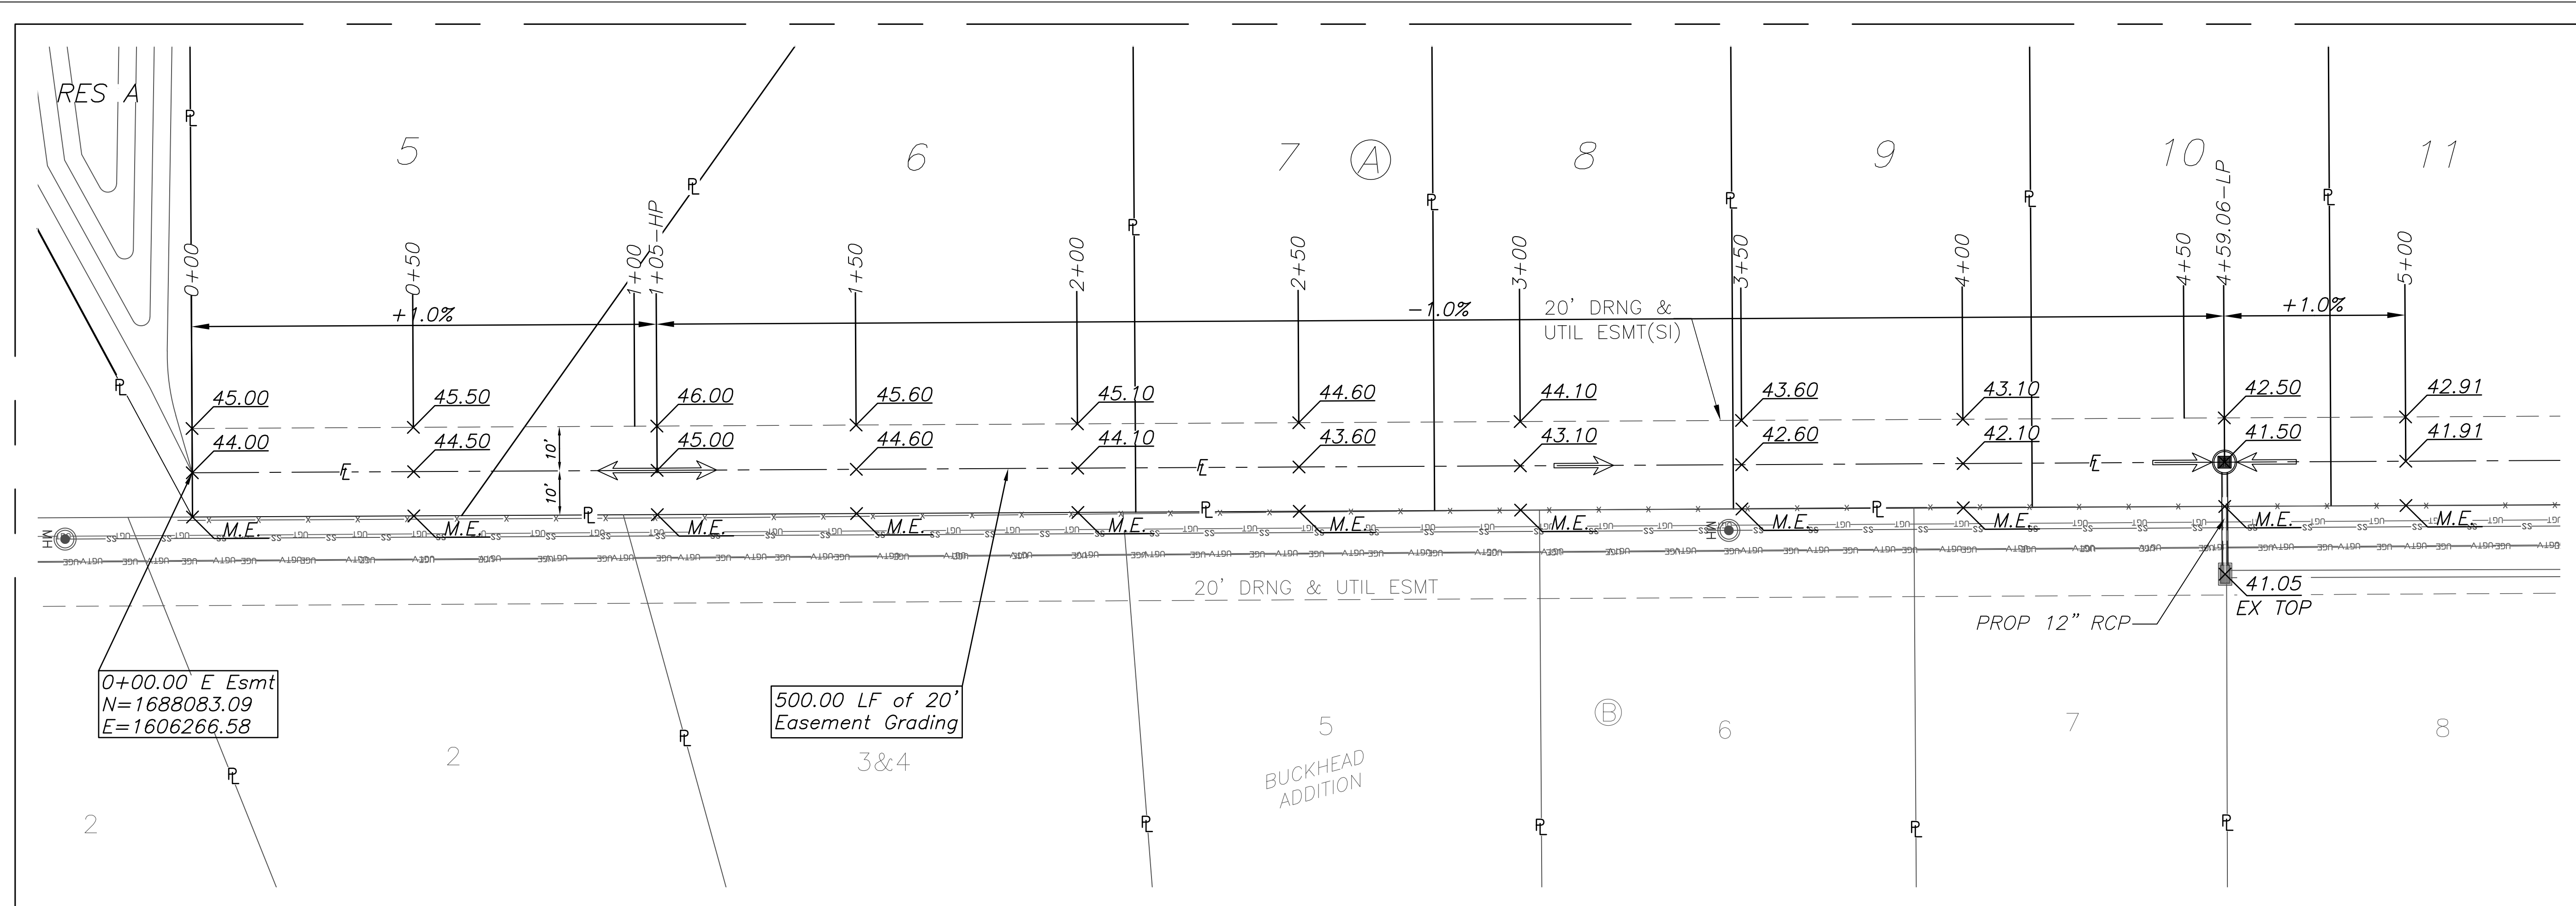 RES A
5
6
7
A
8
9
10
11
0+00
0+50
1+00
1+05-HP
1+50
2+00
2+50
3+00
3+50
4+00
4+50
4+59.06-LP
5+00
+1.0%
-1.0%
+1.0%
20' DRNG &
UTIL ESMT(SI)
45.00
45.50
46.00
45.60
45.10
44.60
44.10
43.60
43.10
42.50
42.91
44.00
44.50
45.00
44.60
44.10
43.60
43.10
42.60
42.10
41.50
41.91
10'
10'
M.E.
M.E.
M.E.
M.E.
M.E.
M.E.
M.E.
M.E.
M.E.
M.E.
M.E.
MH
MH
20' DRNG & UTIL ESMT
41.05
EX TOP
PROP 12" RCP
0+00.00 E Esmt
N=1688083.09
E=1606266.58
500.00 LF of 20'
Easement Grading
2
2
3&4
5
B
6
7
8
BUCKHEAD
ADDITION